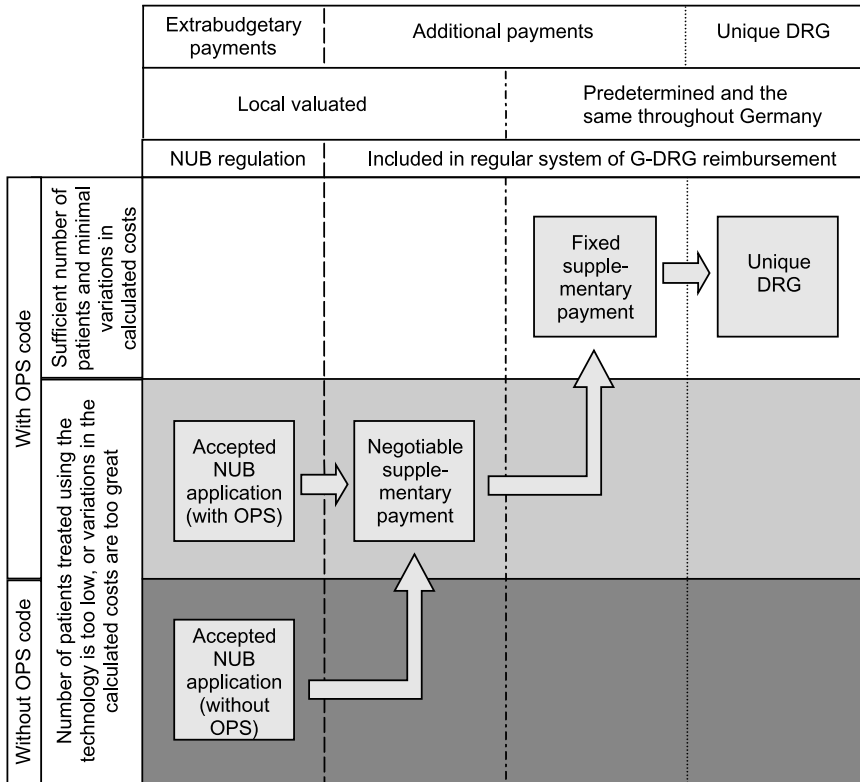 Extrabudgetary
payments
Additional payments
Unique DRG
Local valuated
Predetermined and the
same throughout Germany
NUB regulation
Included in regular system of G-DRG reimbursement
With OPS code
Sufficient number of
patients and minimal
variations in
calculated costs
Fixed
supple-
mentary
payment
Unique
DRG
Number of patients treated using the
technology is too low, or variations in the
calculated costs are too great
Accepted
NUB
application
(with OPS)
Negotiable
supple-
mentary
payment
Without OPS code
Accepted
NUB
application
(without
OPS)